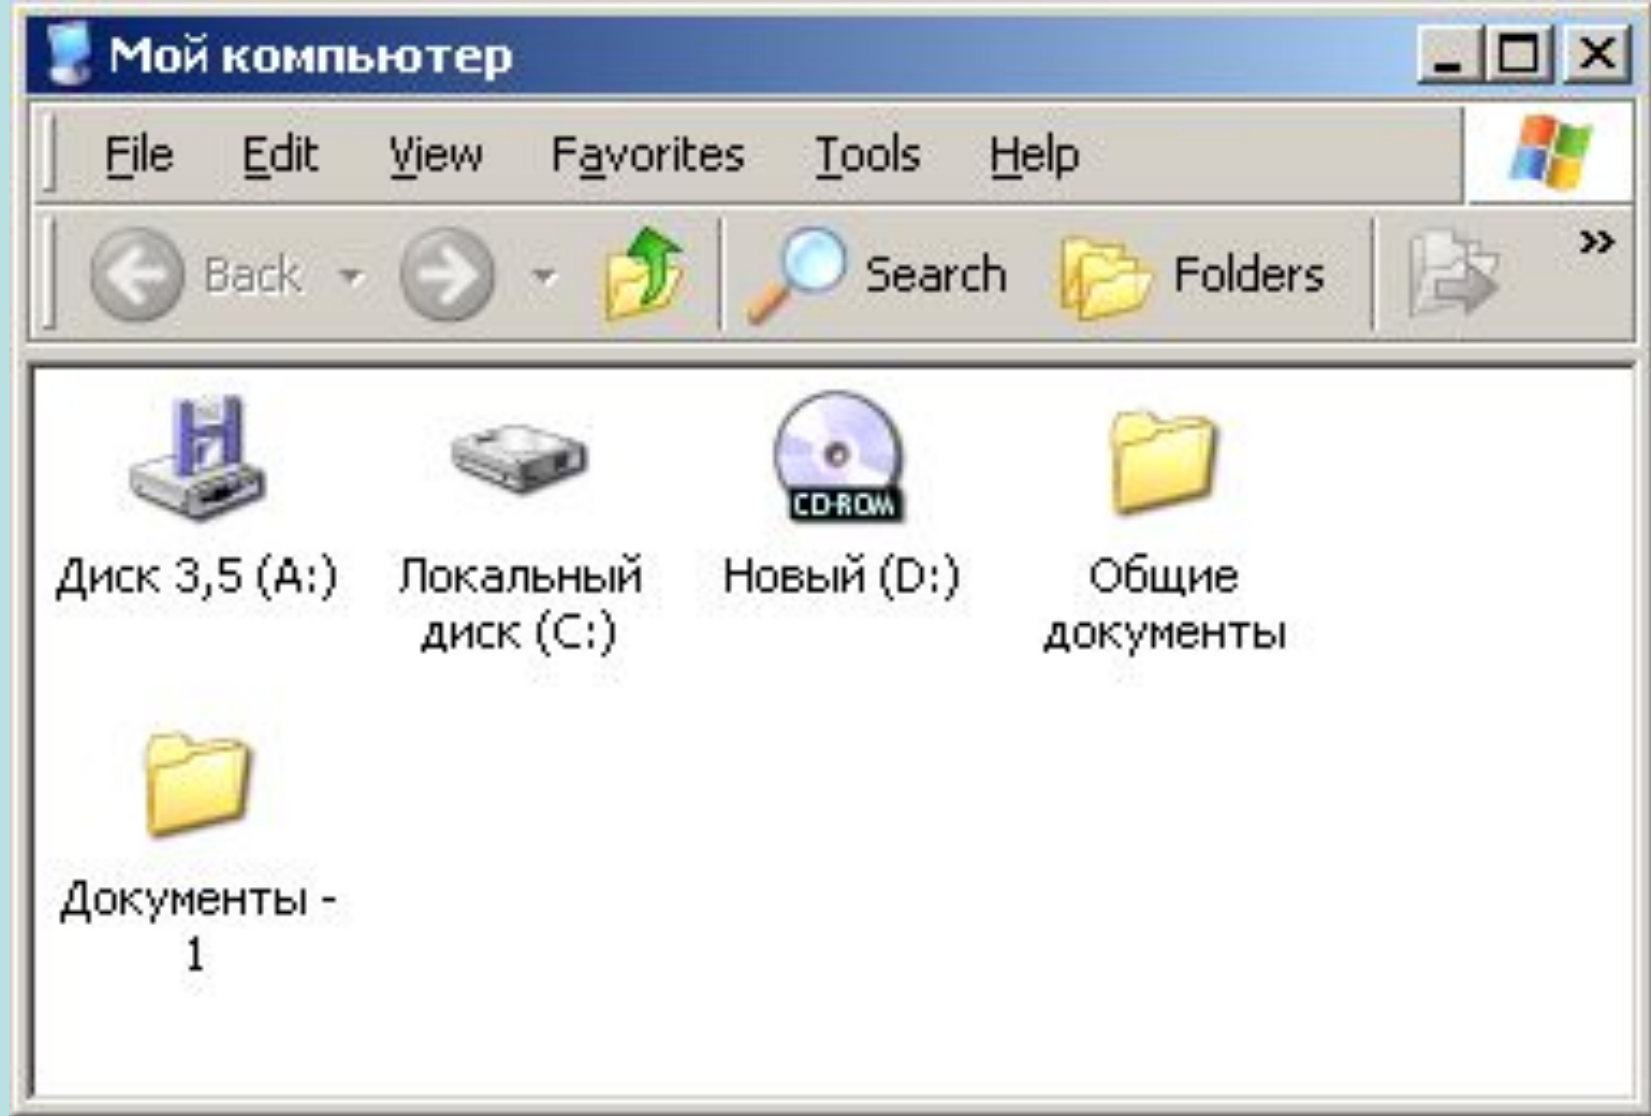 Мой компьютер
File Edit View Favorites Tools Help
Back Search Folders »
CD-ROM
Диск 3,5 (A:) Локальный диск (C:) Новый (D:) Общие документы
Документы - 1